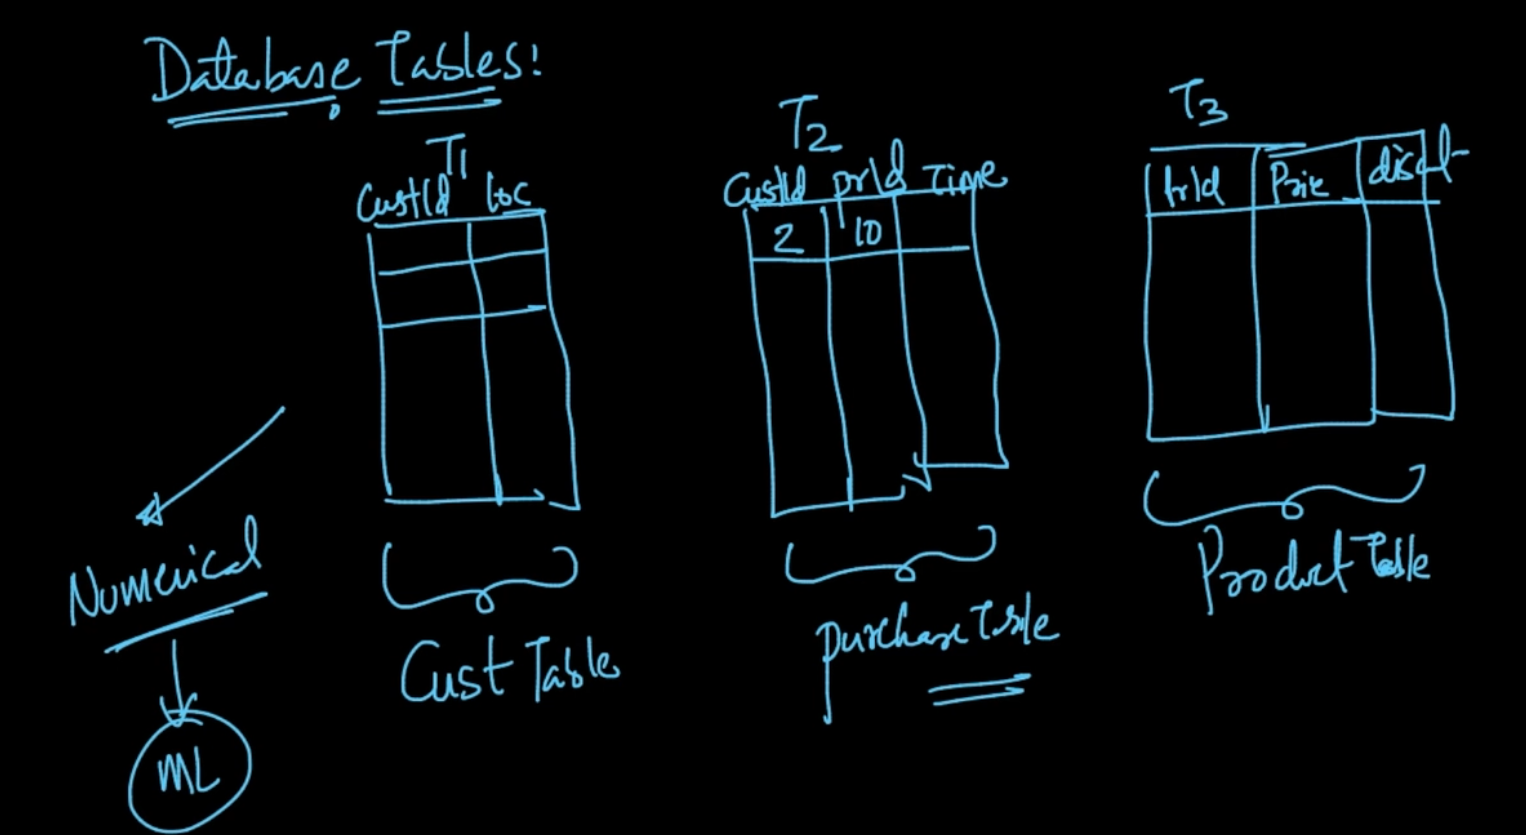 Database Tables:
T1
CustId loc
T2
CustId prId Time
2 10
T3
PrId Price disct
Numerical
ML
Cust Table
purchase Table
Product Table